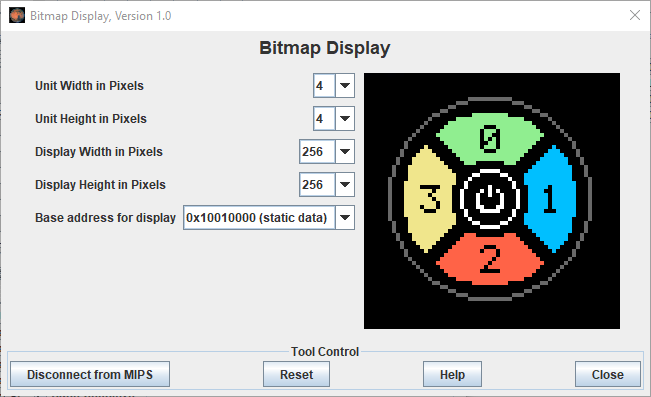 Bitmap Display, Version 1.0
Bitmap Display
Unit Width in Pixels 4
Unit Height in Pixels 4
Display Width in Pixels 256
Display Height in Pixels 256
Base address for display 0x10010000 (static data)
0
3 1
2
Tool Control
Disconnect from MIPS Reset Help Close